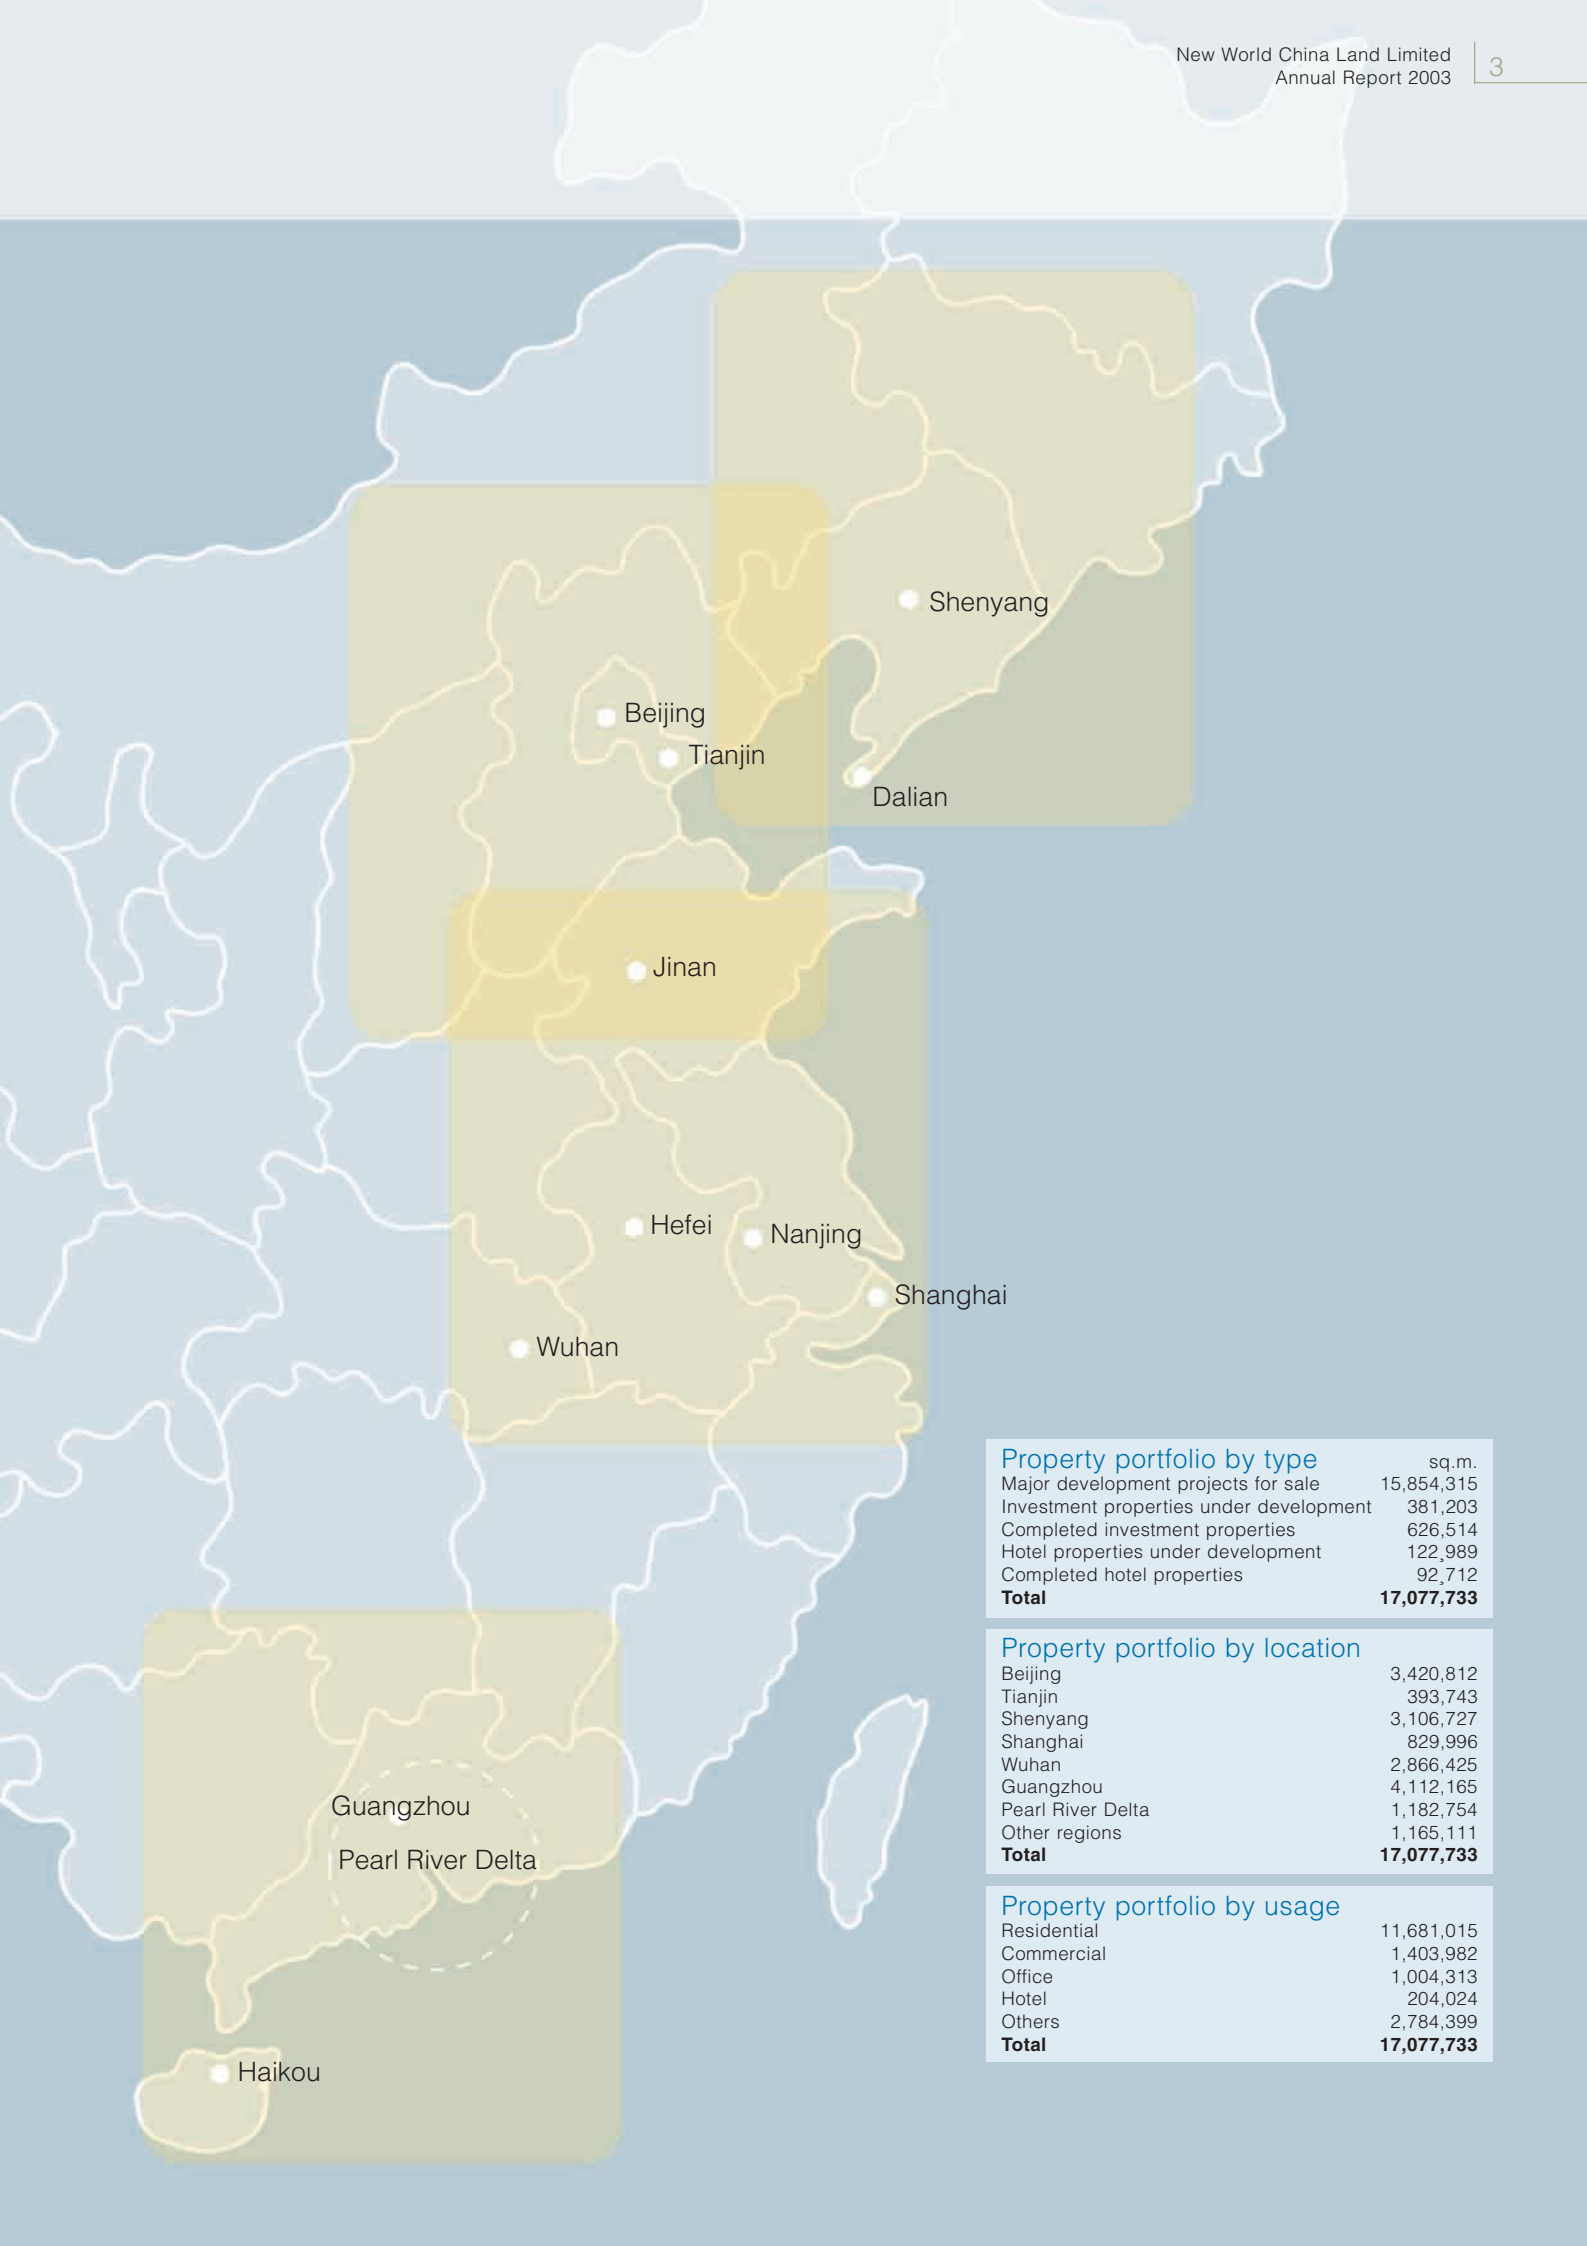 New World China Land Limited
Annual Report 2003
3
Shenyang
Beijing
Tianjin
Dalian
Jinan
Hefei
Nanjing
Shanghai
Wuhan
Guangzhou
Pearl River Delta
Haikou
Property portfolio by type sq.m.
Major development projects for sale 15,854,315
Investment properties under development 381,203
Completed investment properties 626,514
Hotel properties under development 122,989
Completed hotel properties 92,712
Total 17,077,733
Property portfolio by location
Beijing 3,420,812
Tianjin 393,743
Shenyang 3,106,727
Shanghai 829,996
Wuhan 2,866,425
Guangzhou 4,112,165
Pearl River Delta 1,182,754
Other regions 1,165,111
Total 17,077,733
Property portfolio by usage
Residential 11,681,015
Commercial 1,403,982
Office 1,004,313
Hotel 204,024
Others 2,784,399
Total 17,077,733